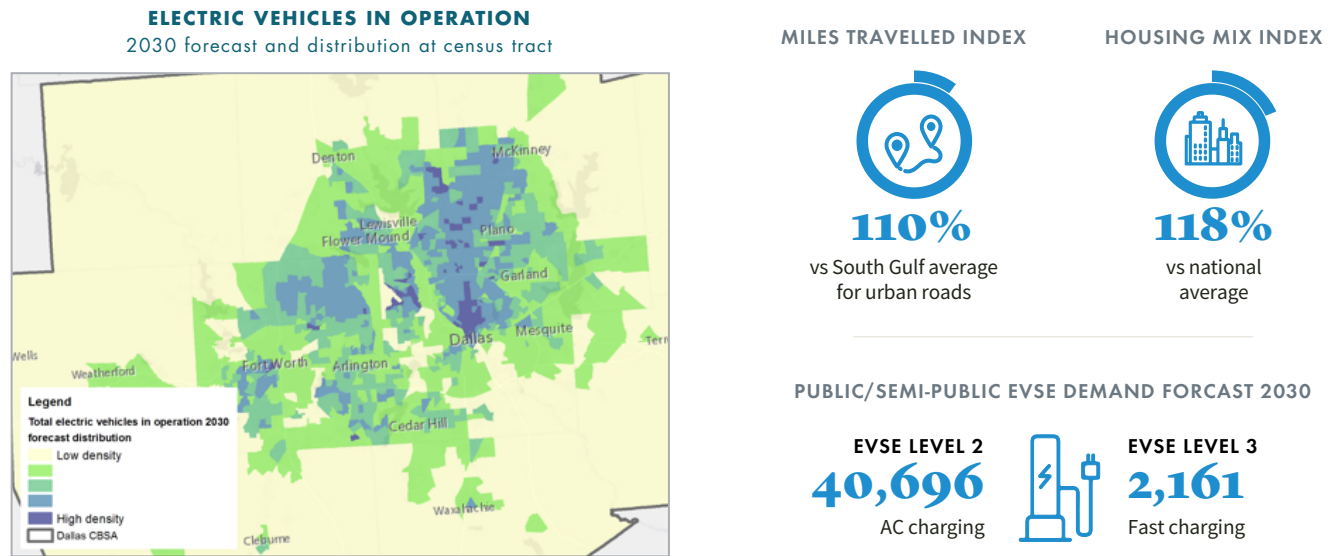 ELECTRIC VEHICLES IN OPERATION
2030 forecast and distribution at census tract
Denton
McKinney
Lewisville
Flower Mound
Plano
Garland
Dallas
Mesquite
Terr
Wells
Weatherford
Fort Worth
Arlington
Cedar Hill
Waxahachie
Cleburne
Legend
Total electric vehicles in operation 2030
forecast distribution
Low density
High density
Dallas CBSA
MILES TRAVELLED INDEX
110%
vs South Gulf average
for urban roads
HOUSING MIX INDEX
118%
vs national
average
PUBLIC/SEMI-PUBLIC EVSE DEMAND FORCAST 2030
EVSE LEVEL 2
40,696
AC charging
EVSE LEVEL 3
2,161
Fast charging